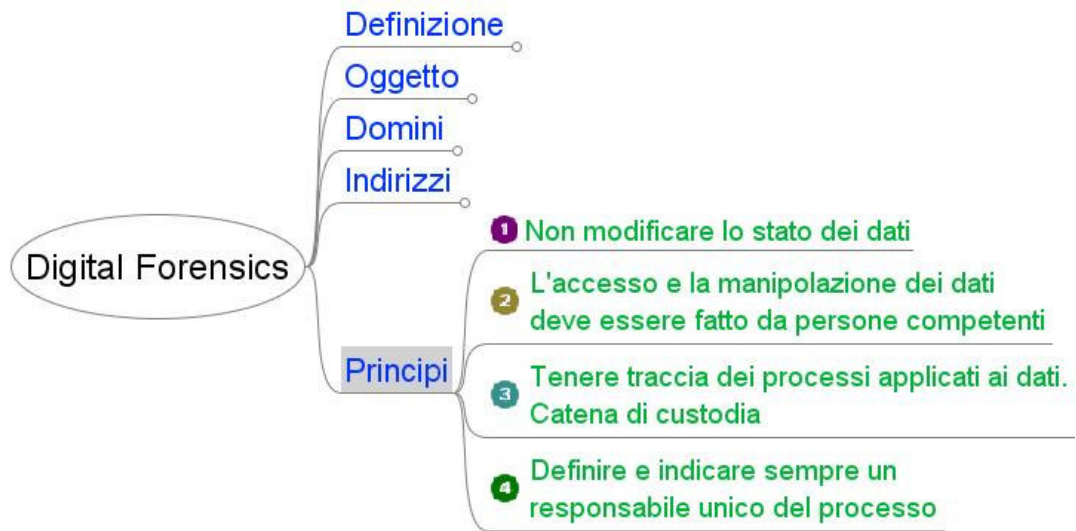 Definizione
Oggetto
Domini
Indirizzi
Digital Forensics
Principi
1 Non modificare lo stato dei dati
2 L'accesso e la manipolazione dei dati
deve essere fatto da persone competenti
3 Tenere traccia dei processi applicati ai dati.
Catena di custodia
4 Definire e indicare sempre un
responsabile unico del processo